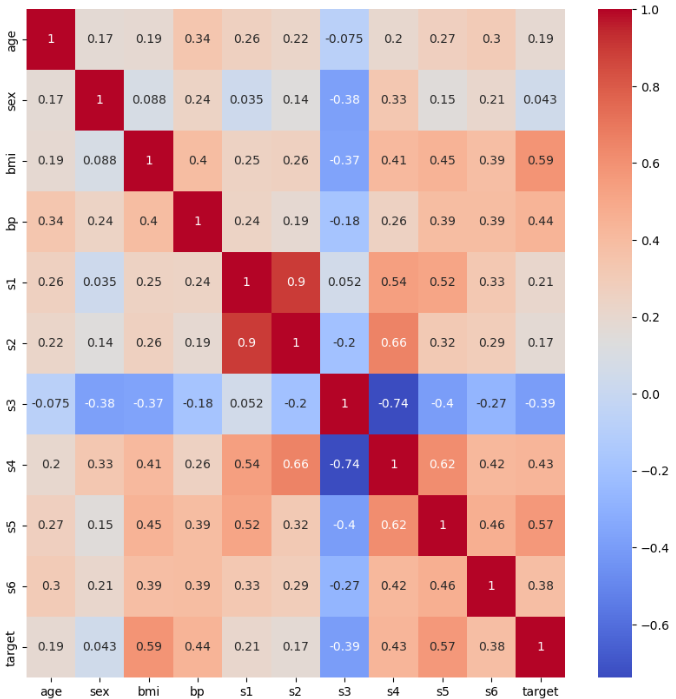 age 1 0.17 0.19 0.34 0.26 0.22 -0.075 0.2 0.27 0.3 0.19
sex 0.17 1 0.088 0.24 0.035 0.14 -0.38 0.33 0.15 0.21 0.043
bmi 0.19 0.088 1 0.4 0.25 0.26 -0.37 0.41 0.45 0.39 0.59
bp 0.34 0.24 0.4 1 0.24 0.19 -0.18 0.26 0.39 0.39 0.44
s1 0.26 0.035 0.25 0.24 1 0.9 0.052 0.54 0.52 0.33 0.21
s2 0.22 0.14 0.26 0.19 0.9 1 -0.2 0.66 0.32 0.29 0.17
s3 -0.075 -0.38 -0.37 -0.18 0.052 -0.2 1 -0.74 -0.4 -0.27 -0.39
s4 0.2 0.33 0.41 0.26 0.54 0.66 -0.74 1 0.62 0.42 0.43
s5 0.27 0.15 0.45 0.39 0.52 0.32 -0.4 0.62 1 0.46 0.57
s6 0.3 0.21 0.39 0.39 0.33 0.29 -0.27 0.42 0.46 1 0.38
target 0.19 0.043 0.59 0.44 0.21 0.17 -0.39 0.43 0.57 0.38 1
age sex bmi bp s1 s2 s3 s4 s5 s6 target
1.0
0.8
0.6
0.4
0.2
0.0
−0.2
−0.4
−0.6